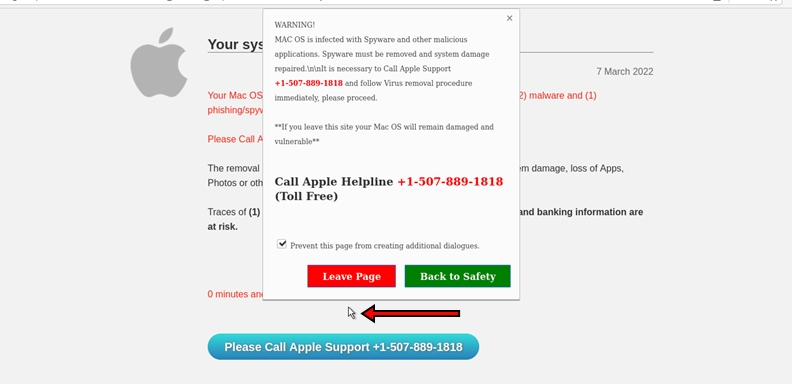 WARNING!
MAC OS is infected with Spyware and other malicious
applications. Spyware must be removed and system damage
repaired.\n\nIt is necessary to Call Apple Support
+1-507-889-1818 and follow Virus removal procedure
immediately, please proceed.
**If you leave this site your Mac OS will remain damaged and
vulnerable**
Call Apple Helpline +1-507-889-1818
(Toll Free)
Prevent this page from creating additional dialogues.
Leave Page
Back to Safety
Your sys
7 March 2022
Your Mac OS 2) malware and (1)
phishing/spyw
Please Call A
The removal em damage, loss of Apps,
Photos or oth
Traces of (1) and banking information are
at risk.
0 minutes and
Please Call Apple Support +1-507-889-1818